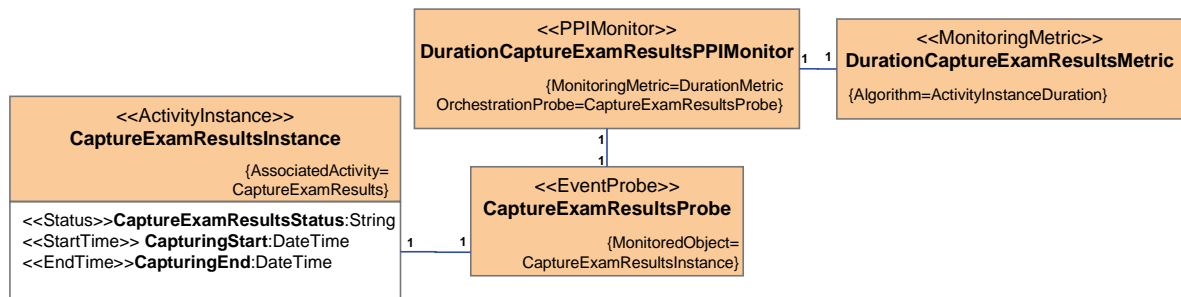 <<PPIMonitor>>
DurationCaptureExamResultsPPIMonitor
{MonitoringMetric=DurationMetric
OrchestrationProbe=CaptureExamResultsProbe}
1
1
<<MonitoringMetric>>
DurationCaptureExamResultsMetric
{Algorithm=ActivityInstanceDuration}
<<ActivityInstance>>
CaptureExamResultsInstance
{AssociatedActivity=
CaptureExamResults}
<<Status>>CaptureExamResultsStatus:String
<<StartTime>> CapturingStart:DateTime
<<EndTime>>CapturingEnd:DateTime
1
1
1
1
<<EventProbe>>
CaptureExamResultsProbe
{MonitoredObject=
CaptureExamResultsInstance}